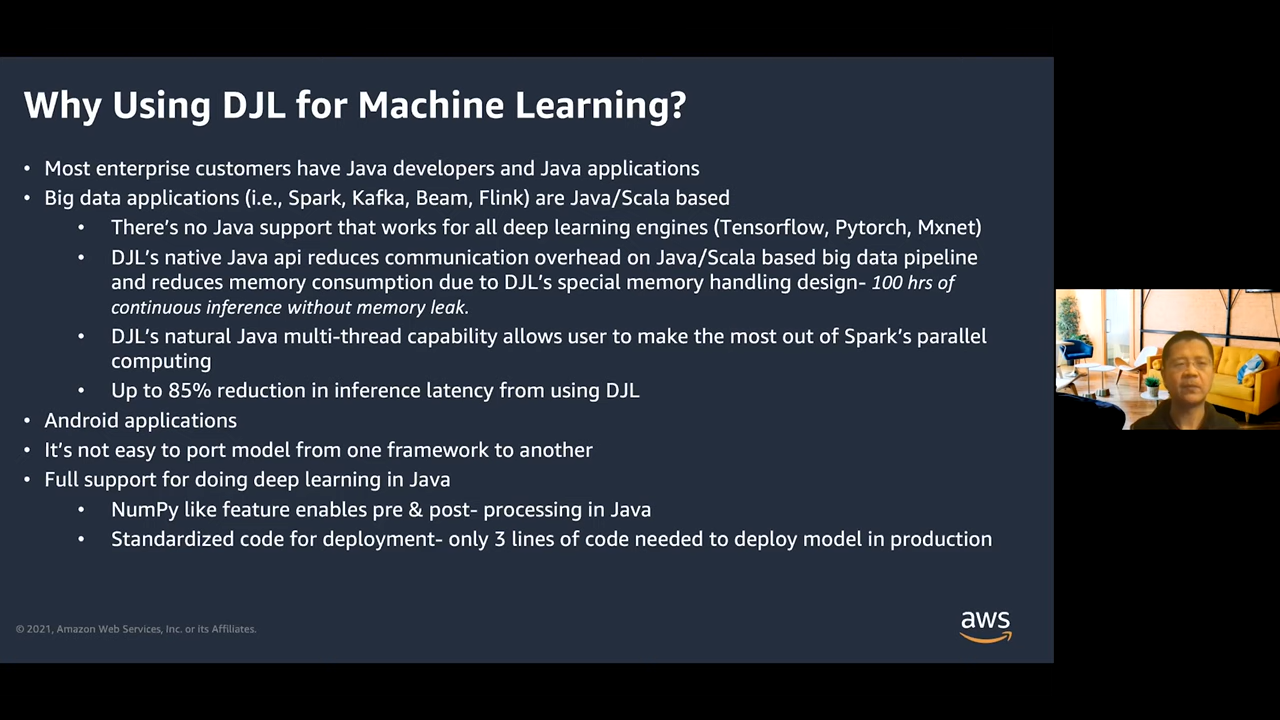 Why Using DJL for Machine Learning?
• Most enterprise customers have Java developers and Java applications
• Big data applications (i.e., Spark, Kafka, Beam, Flink) are Java/Scala based
• There's no Java support that works for all deep learning engines (Tensorflow, Pytorch, Mxnet)
• DJL's native Java api reduces communication overhead on Java/Scala based big data pipeline
and reduces memory consumption due to DJL's special memory handling design- 100 hrs of
continuous inference without memory leak.
• DJL's natural Java multi-thread capability allows user to make the most out of Spark's parallel
computing
• Up to 85% reduction in inference latency from using DJL
• Android applications
• It's not easy to port model from one framework to another
• Full support for doing deep learning in Java
• NumPy like feature enables pre & post- processing in Java
• Standardized code for deployment- only 3 lines of code needed to deploy model in production
© 2021, Amazon Web Services, Inc. or its Affiliates.
aws